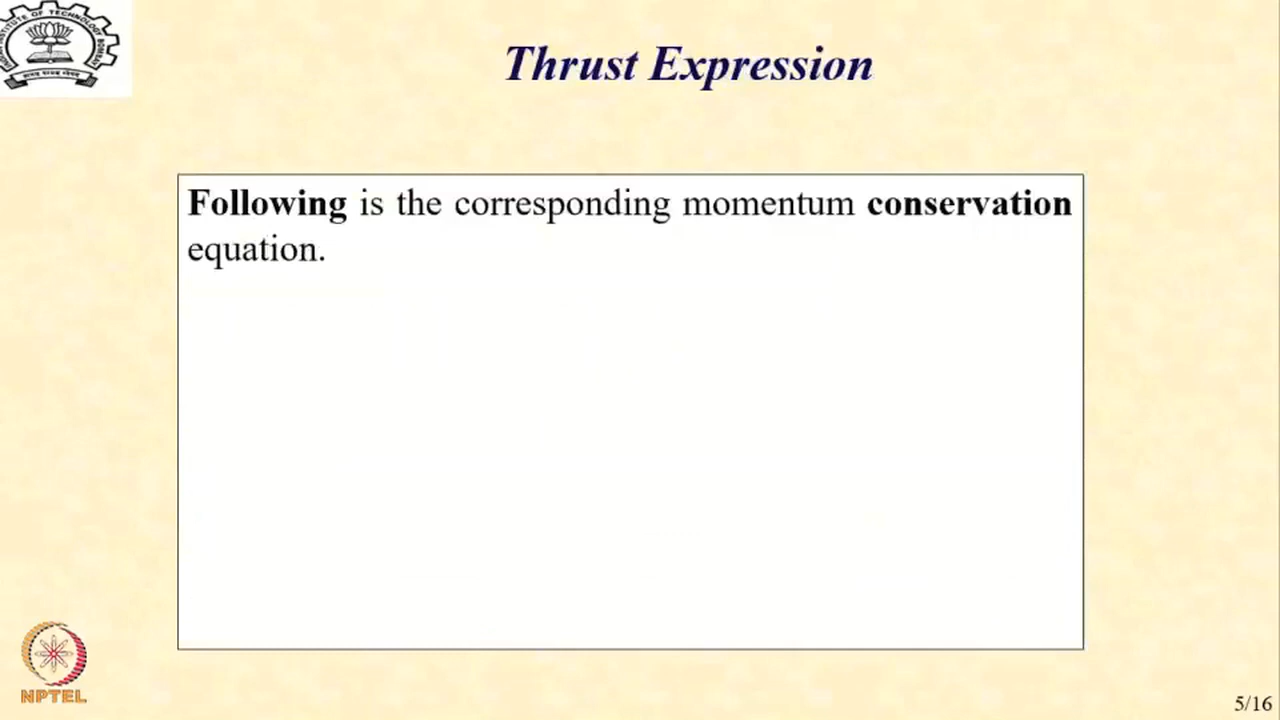 Thrust Expression
Following is the corresponding momentum conservation
equation.
NPTEL
5/16